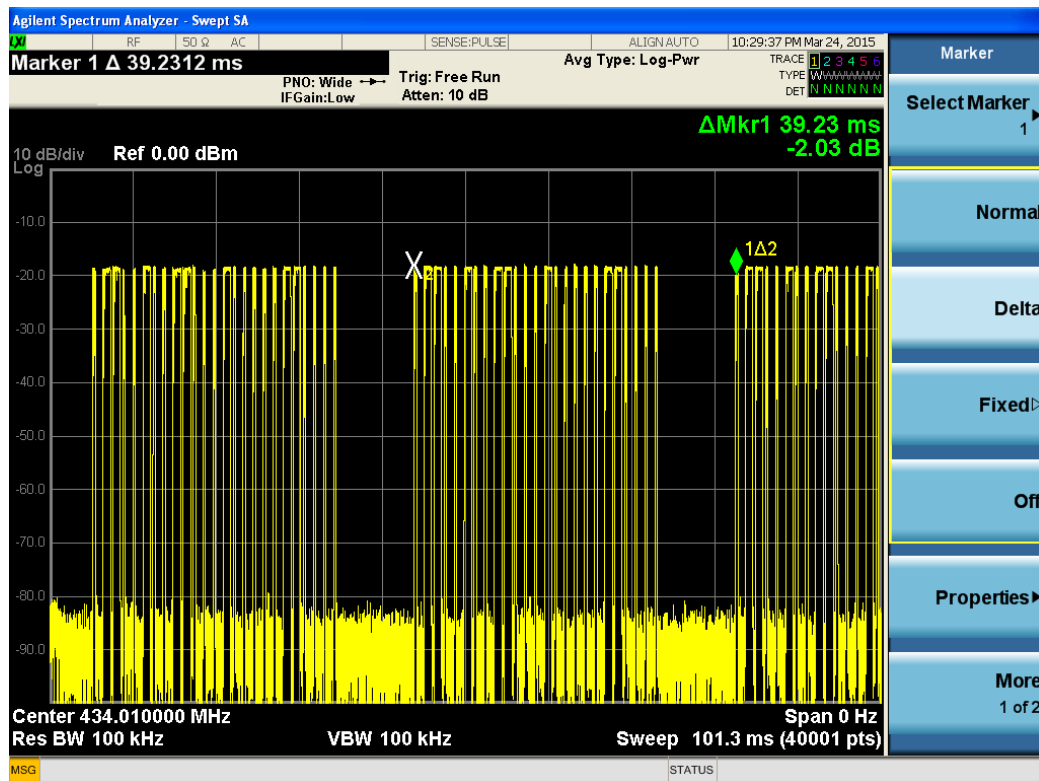 Agilent Spectrum Analyzer - Swept SA
LXI RF 50 Ω AC SENSE:PULSE ALIGN AUTO 10:29:37 PM Mar 24, 2015
Marker 1 Δ 39.2312 ms
PNO: Wide
IFGain:Low
Trig: Free Run
Atten: 10 dB
Avg Type: Log-Pwr
TRACE 1 2 3 4 5 6
TYPE WWWWWW
DET N N N N N N
ΔMkr1 39.23 ms
-2.03 dB
10 dB/div Ref 0.00 dBm
Log
-10.0
-20.0
-30.0
-40.0
-50.0
-60.0
-70.0
-80.0
-90.0
X2
1Δ2
Center 434.010000 MHz Span 0 Hz
Res BW 100 kHz VBW 100 kHz Sweep 101.3 ms (40001 pts)
MSG STATUS
Marker
Select Marker
1
Normal
Delta
Fixed
Off
Properties
More
1 of 2